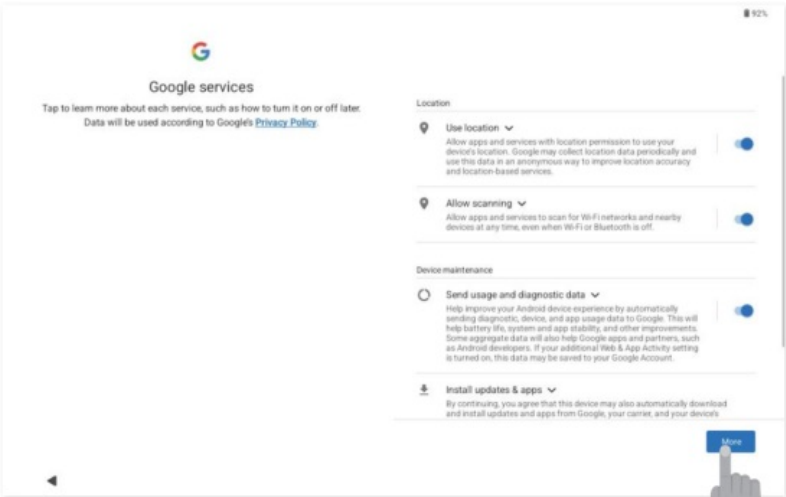 92%
Google services
Tap to learn more about each service, such as how to turn it on or off later.
Data will be used according to Google's Privacy Policy.
Location
Use location
Allow apps and services with location permission to use your
device's location. Google may collect location data periodically and
use this data in an anonymous way to improve location accuracy
and location-based services.
Allow scanning
Allow apps and services to scan for Wi-Fi networks and nearby
devices at any time, even when Wi-Fi or Bluetooth is off.
Device maintenance
Send usage and diagnostic data
Help improve your Android device experience by automatically
sending diagnostic, device, and app usage data to Google. This will
help battery life, system and app stability, and other improvements.
Some aggregate data will also help Google apps and partners, such
as Android developers. If your additional Web & App Activity setting
is turned on, this data may be saved to your Google Account.
Install updates & apps
By continuing, you agree that this device may also automatically download
and install updates and apps from Google, your carrier, and your device's
More